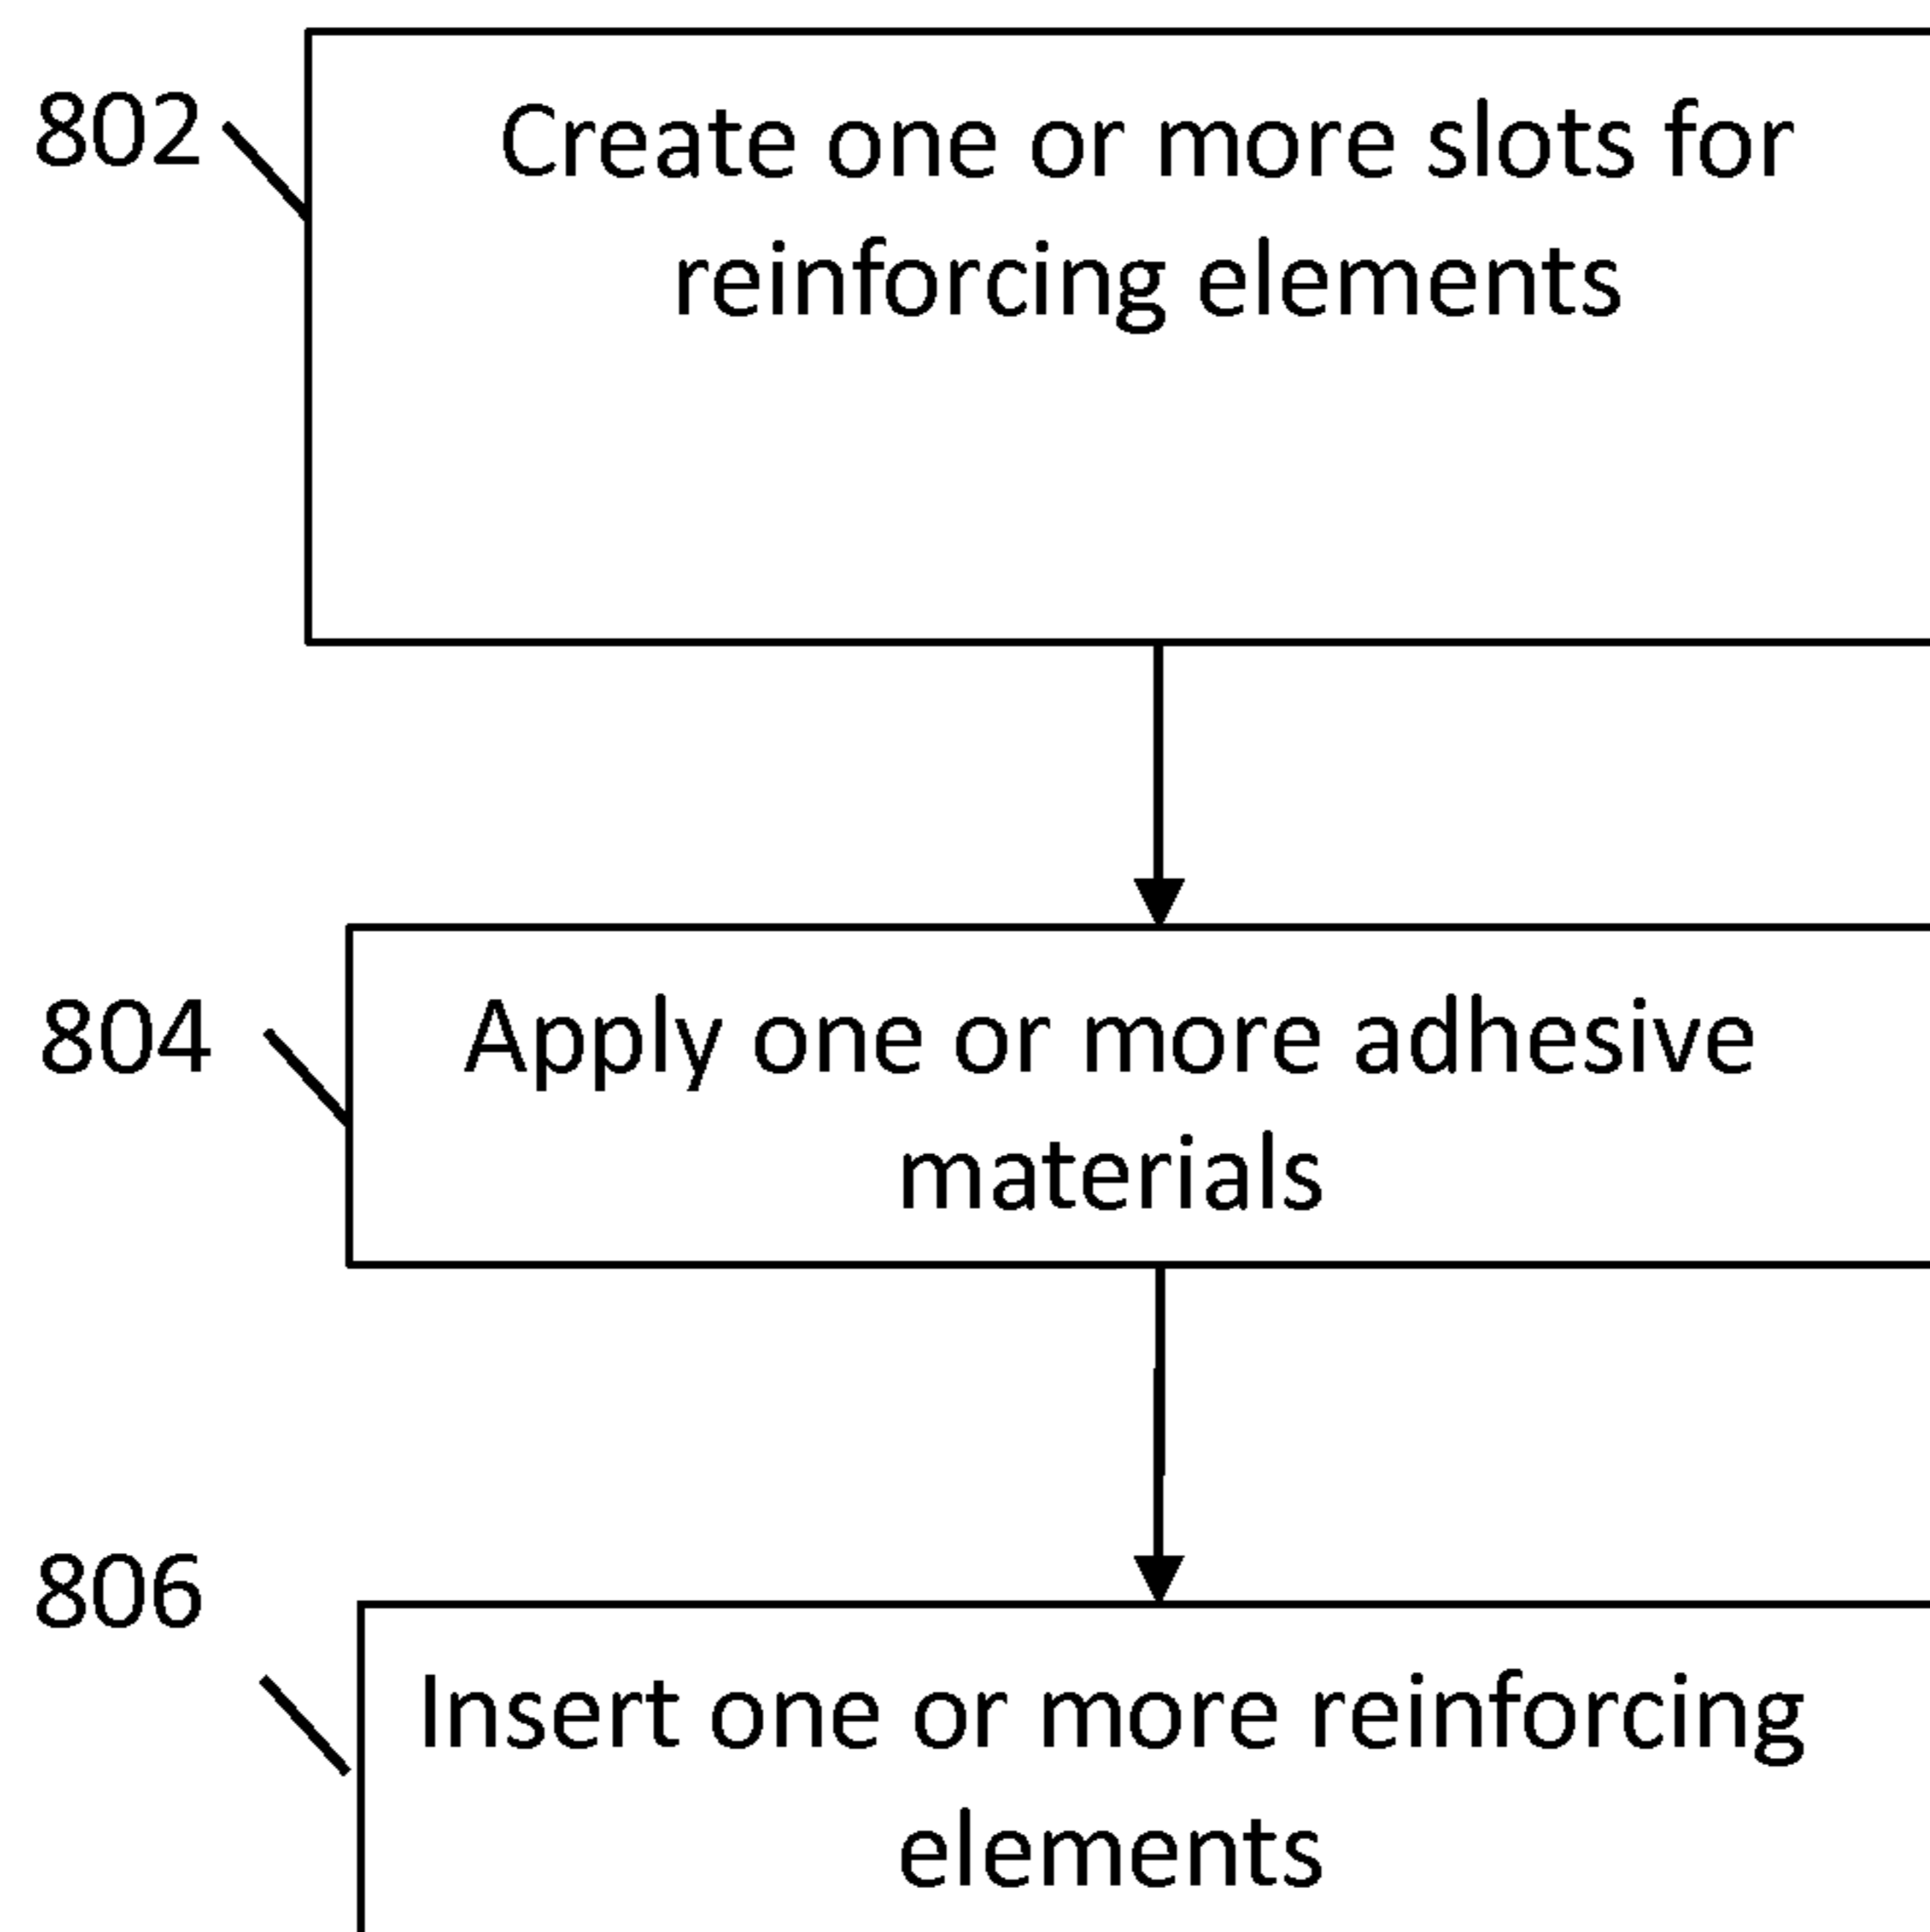 802
Create one or more slots for
reinforcing elements
804
Apply one or more adhesive
materials
806
Insert one or more reinforcing
elements